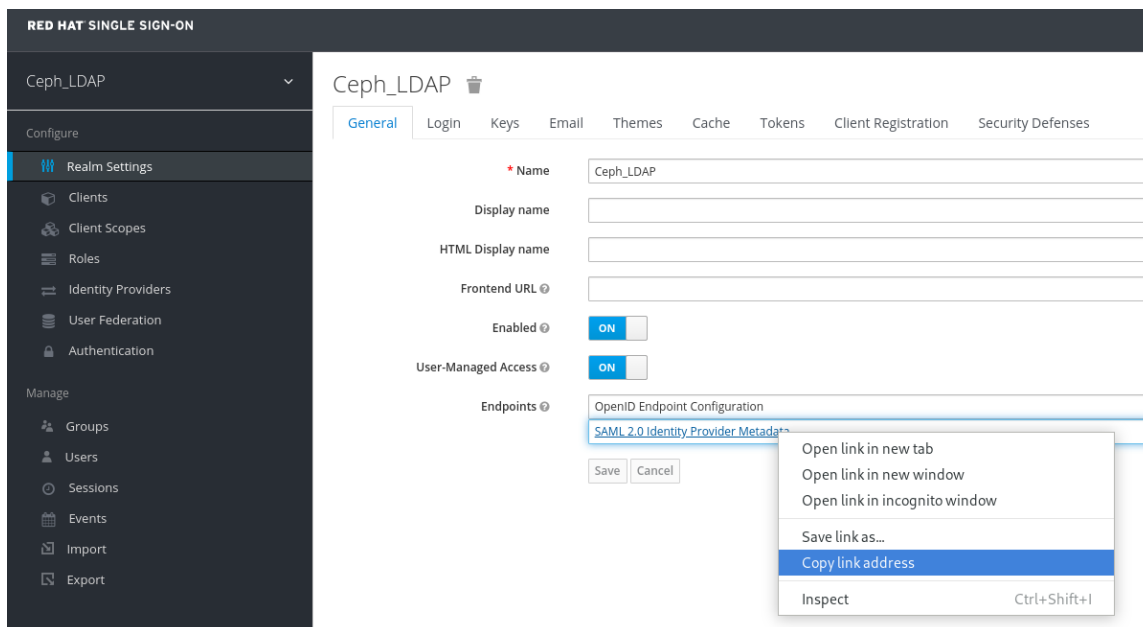 RED HAT SINGLE SIGN-ON
Ceph_LDAP
Configure
Realm Settings
Clients
Client Scopes
Roles
Identity Providers
User Federation
Authentication
Manage
Groups
Users
Sessions
Events
Import
Export
Ceph_LDAP
General Login Keys Email Themes Cache Tokens Client Registration Security Defenses
* Name Ceph_LDAP
Display name
HTML Display name
Frontend URL
Enabled ON
User-Managed Access ON
Endpoints OpenID Endpoint Configuration
SAML 2.0 Identity Provider Metadata
Save Cancel
Open link in new tab
Open link in new window
Open link in incognito window
Save link as...
Copy link address
Inspect Ctrl+Shift+I